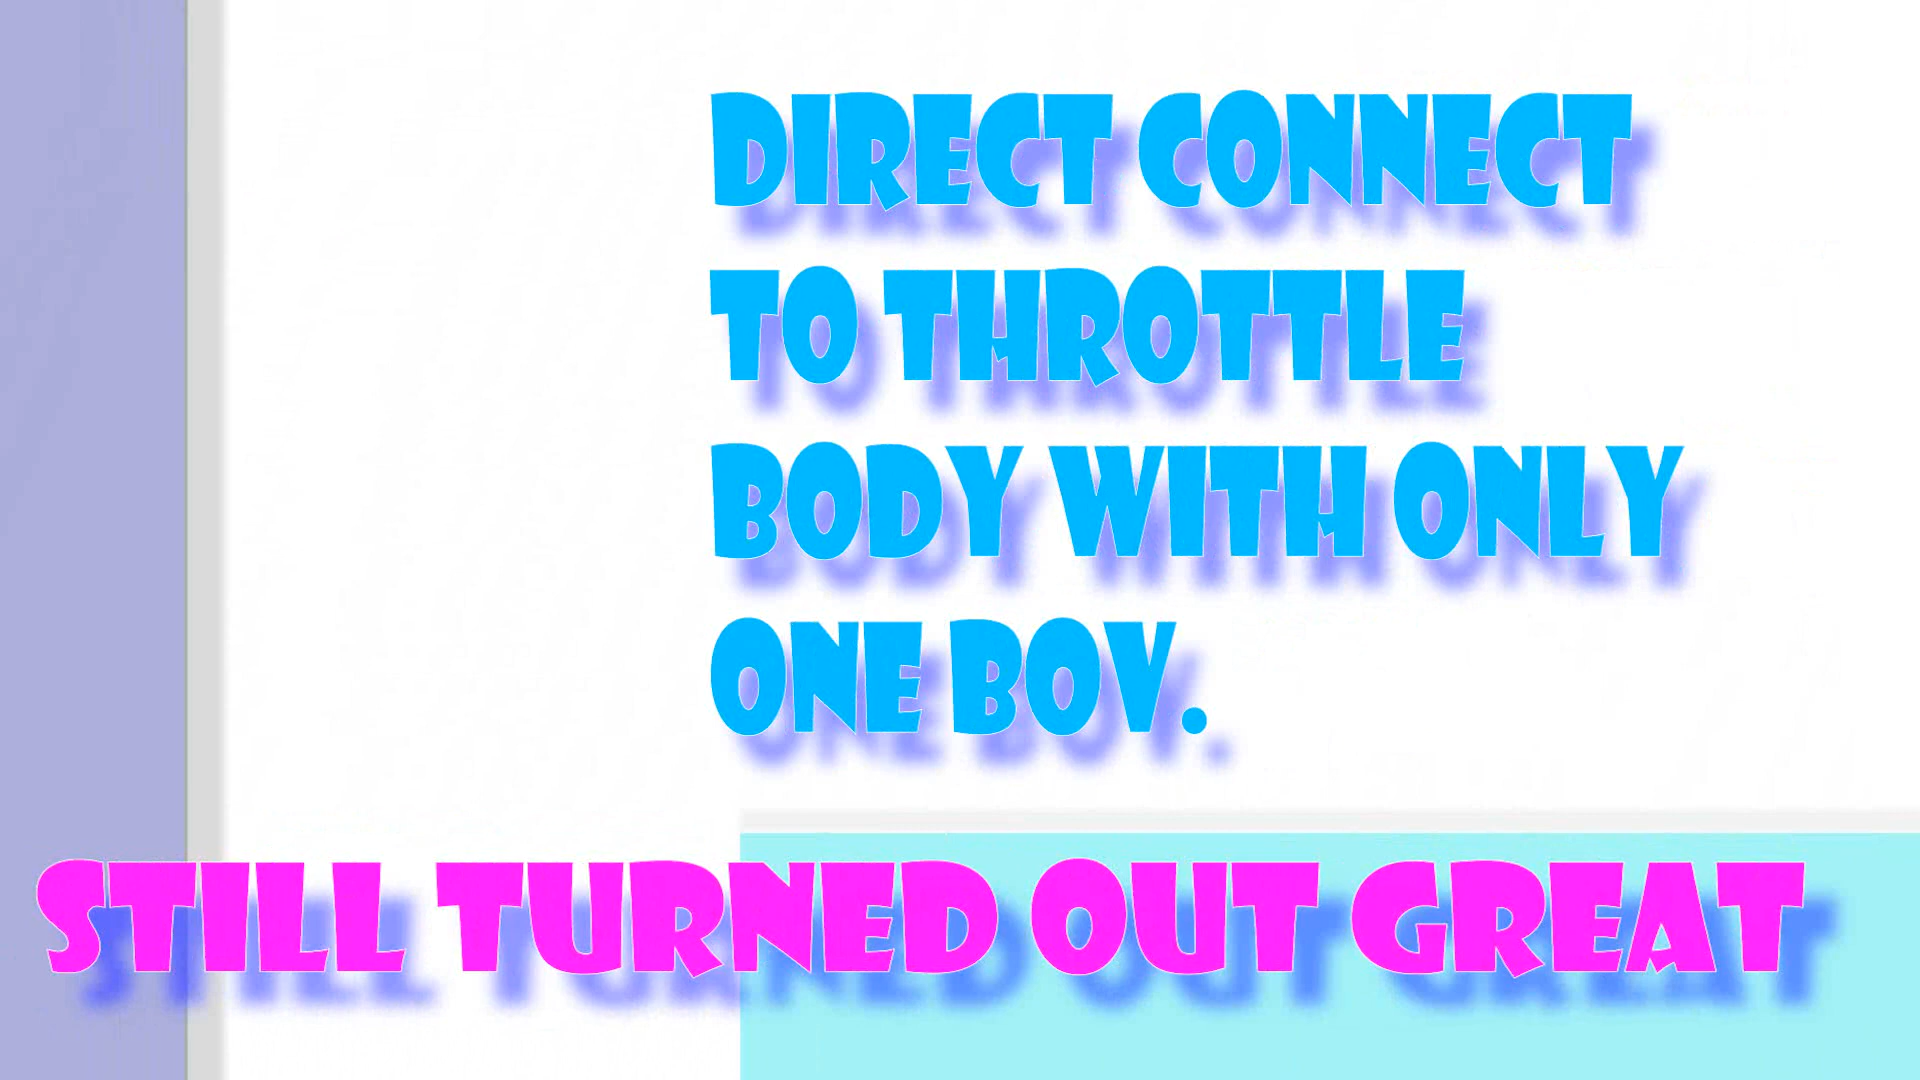 DIRECT CONNECT
TO THROTTLE
BODY WITH ONLY
ONE BOV.
STILL TURNED OUT GREAT